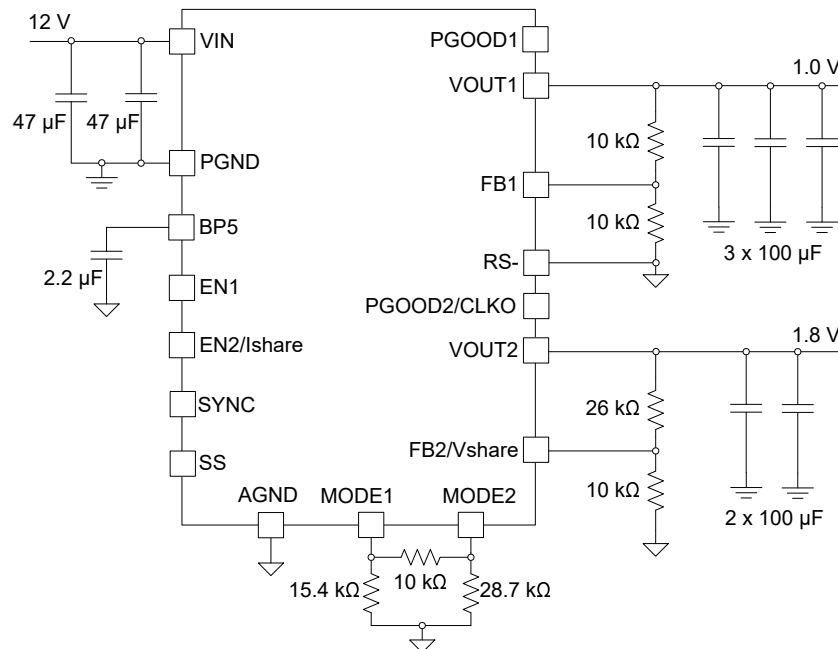 12 V
VIN
47 µF
47 µF
PGND
BP5
2.2 µF
EN1
EN2/Ishare
SYNC
SS
AGND
MODE1
MODE2
15.4 kΩ
10 kΩ
28.7 kΩ
PGOOD1
VOUT1
1.0 V
10 kΩ
FB1
10 kΩ
RS-
3 x 100 µF
PGOOD2/CLKO
VOUT2
1.8 V
26 kΩ
FB2/Vshare
10 kΩ
2 x 100 µF